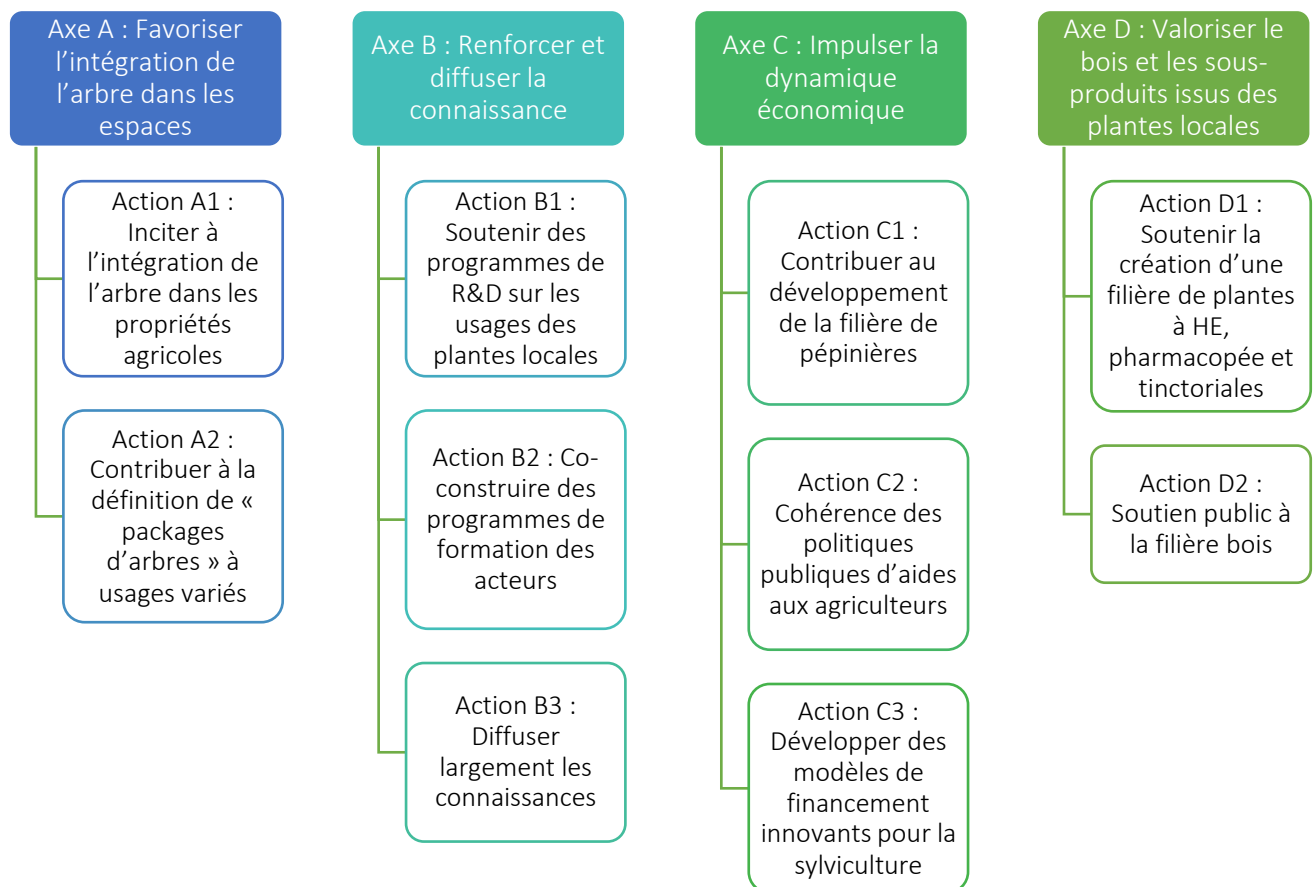 Axe A : Favoriser
l’intégration de
l’arbre dans les
espaces
Action A1 :
Inciter à
l’intégration de
l’arbre dans les
propriétés
agricoles
Action A2 :
Contribuer à la
définition de «
packages
d’arbres » à
usages variés
Axe B : Renforcer et
diffuser la
connaissance
Action B1 :
Soutenir des
programmes de
R&D sur les
usages des
plantes locales
Action B2 : Co-
construire des
programmes de
formation des
acteurs
Action B3 :
Diffuser
largement les
connaissances
Axe C : Impulser la
dynamique
économique
Action C1 :
Contribuer au
développement
de la filière de
pépinières
Action C2 :
Cohérence des
politiques
publiques d’aides
aux agriculteurs
Action C3 :
Développer des
modèles de
financement
innovants pour la
sylviculture
Axe D : Valoriser le
bois et les sous-
produits issus des
plantes locales
Action D1 :
Soutenir la
création d’une
filière de plantes
à HE,
pharmacopée et
tinctoriales
Action D2 :
Soutien public à
la filière bois